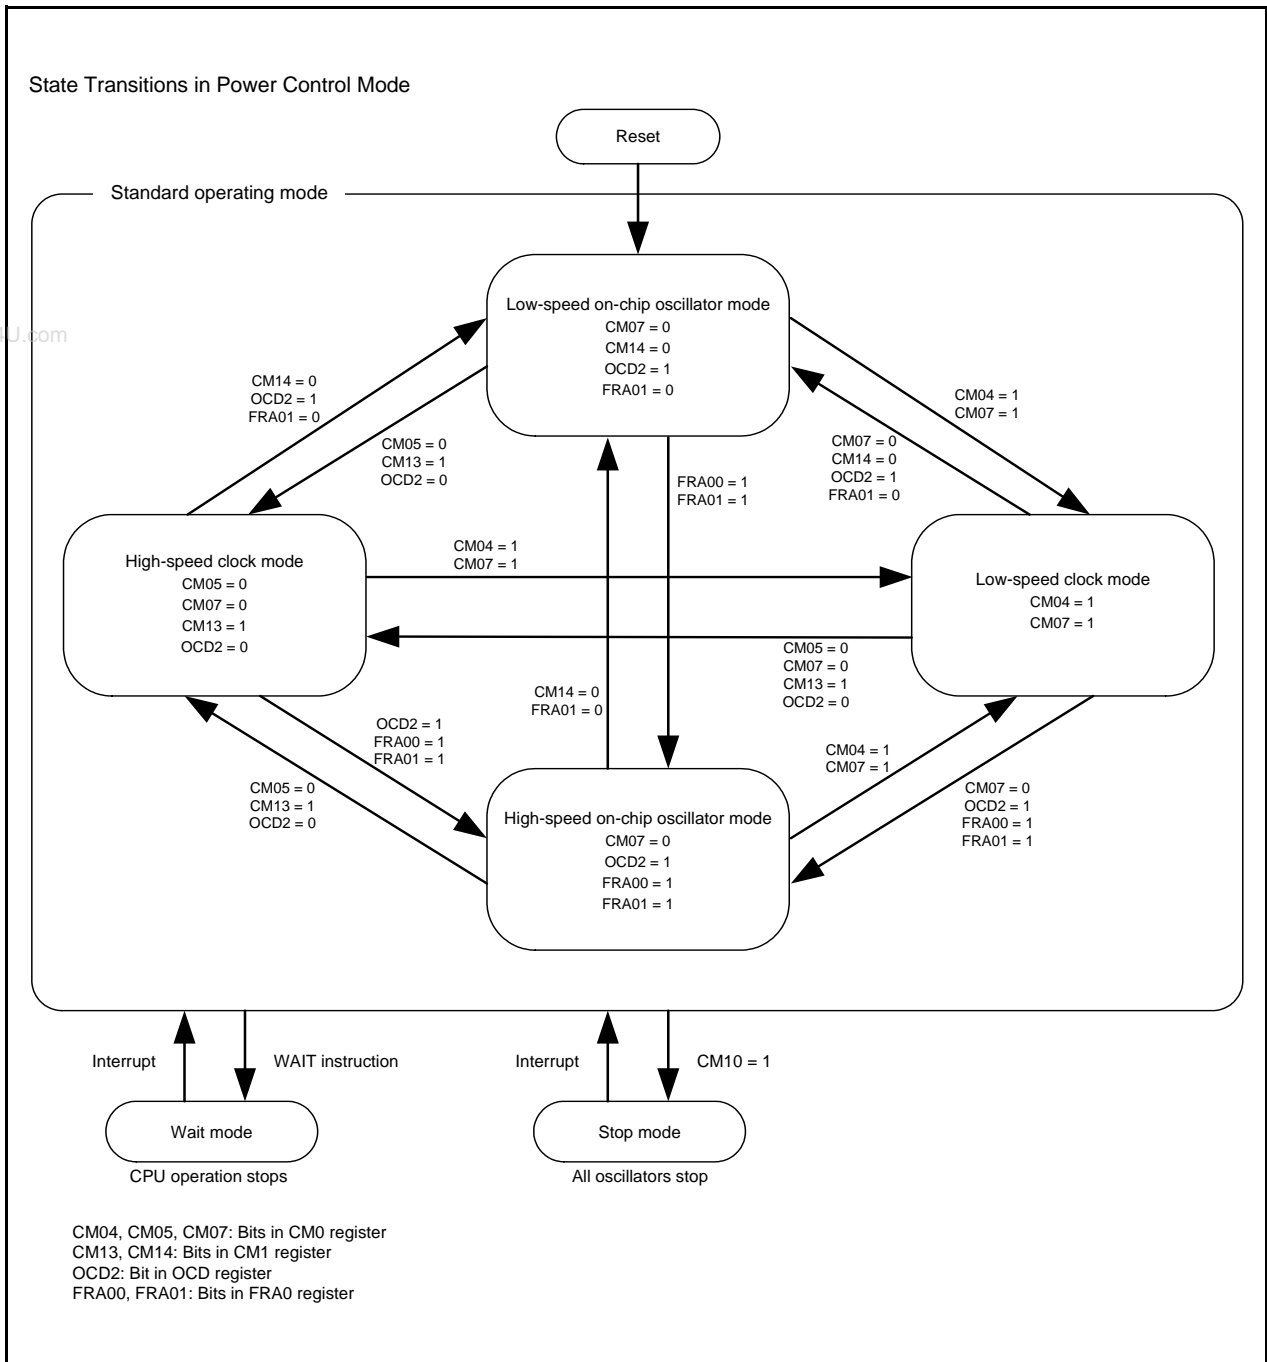 State Transitions in Power Control Mode
Reset
Standard operating mode
Low-speed on-chip oscillator mode
CM07 = 0
CM14 = 0
OCD2 = 1
FRA01 = 0
U.com
CM14 = 0
OCD2 = 1
FRA01 = 0
CM05 = 0
CM13 = 1
OCD2 = 0
FRA00 = 1
FRA01 = 1
CM07 = 0
CM14 = 0
OCD2 = 1
FRA01 = 0
CM04 = 1
CM07 = 1
High-speed clock mode
CM05 = 0
CM07 = 0
CM13 = 1
OCD2 = 0
CM04 = 1
CM07 = 1
Low-speed clock mode
CM04 = 1
CM07 = 1
CM05 = 0
CM07 = 0
CM13 = 1
OCD2 = 0
CM14 = 0
FRA01 = 0
OCD2 = 1
FRA00 = 1
FRA01 = 1
CM05 = 0
CM13 = 1
OCD2 = 0
CM04 = 1
CM07 = 1
CM07 = 0
OCD2 = 1
FRA00 = 1
FRA01 = 1
High-speed on-chip oscillator mode
CM07 = 0
OCD2 = 1
FRA00 = 1
FRA01 = 1
Interrupt
WAIT instruction
Interrupt
CM10 = 1
Wait mode
Stop mode
CPU operation stops
All oscillators stop
CM04, CM05, CM07: Bits in CM0 register
CM13, CM14: Bits in CM1 register
OCD2: Bit in OCD register
FRA00, FRA01: Bits in FRA0 register